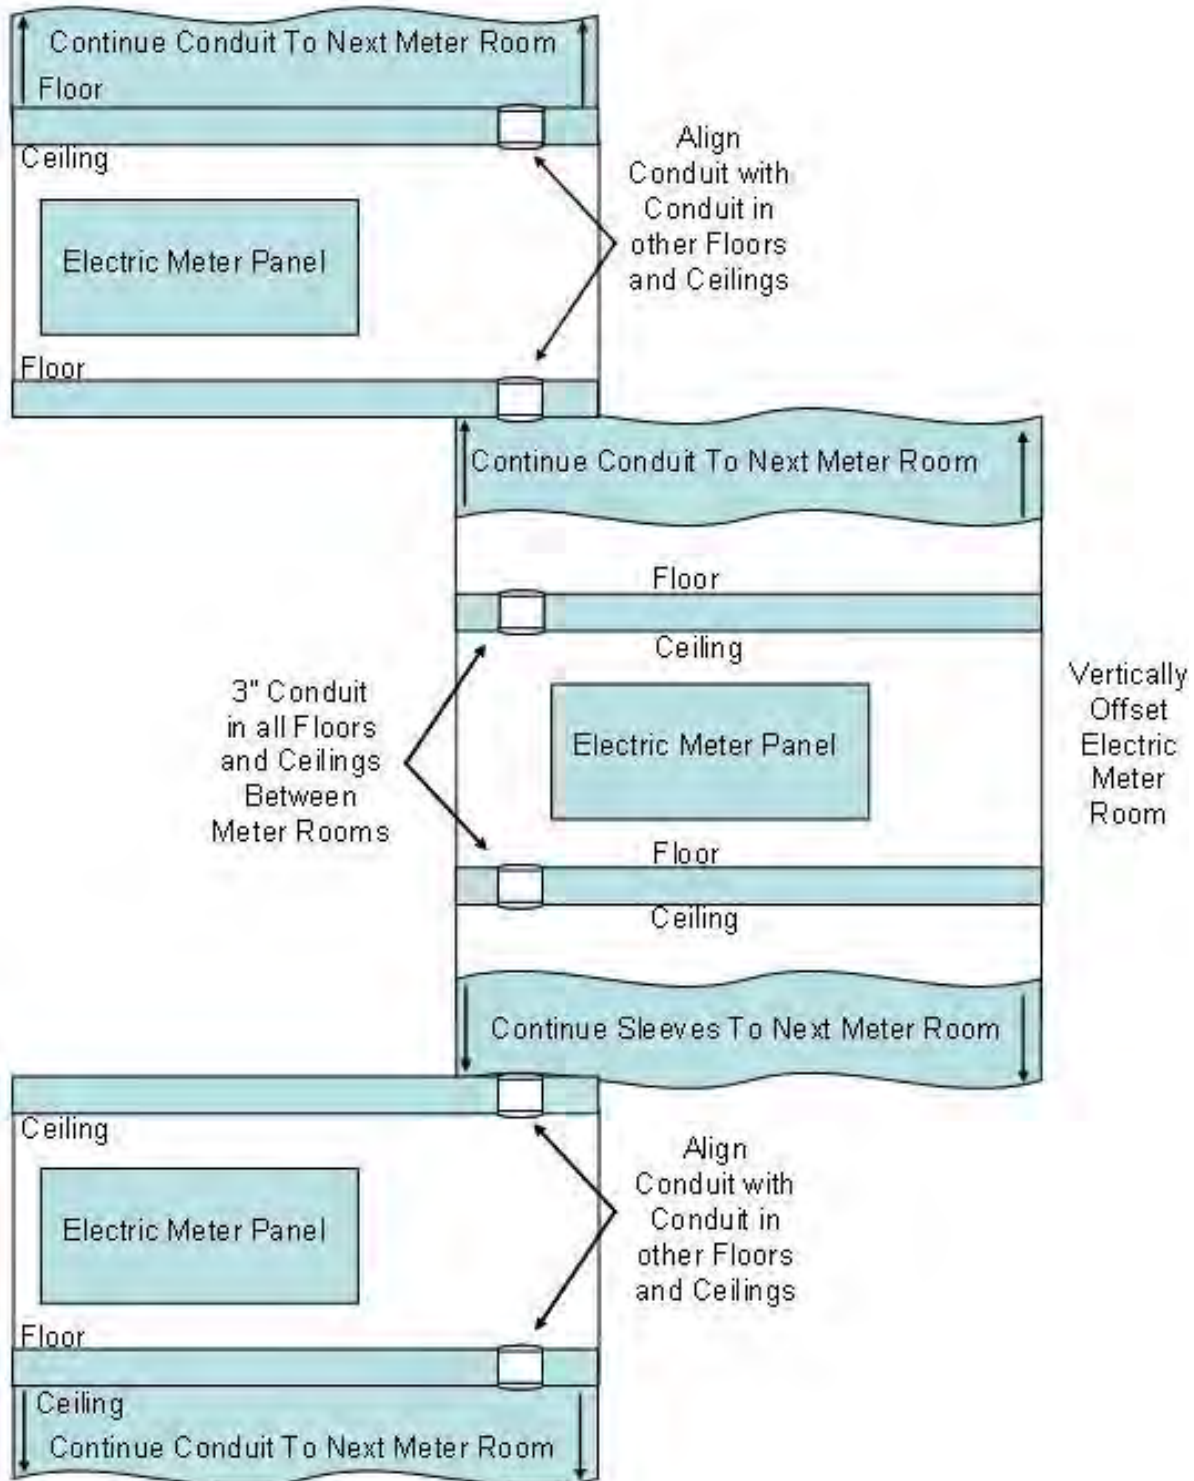 Continue Conduit To Next Meter Room
Floor
Ceiling
Align
Conduit with
Conduit in
other Floors
and Ceilings
Electric Meter Panel
Floor
Continue Conduit To Next Meter Room
Floor
Ceiling
3" Conduit
in all Floors
and Ceilings
Between
Meter Rooms
Electric Meter Panel
Vertically
Offset
Electric
Meter
Room
Floor
Ceiling
Continue Sleeves To Next Meter Room
Ceiling
Align
Conduit with
Conduit in
other Floors
and Ceilings
Electric Meter Panel
Floor
Ceiling
Continue Conduit To Next Meter Room